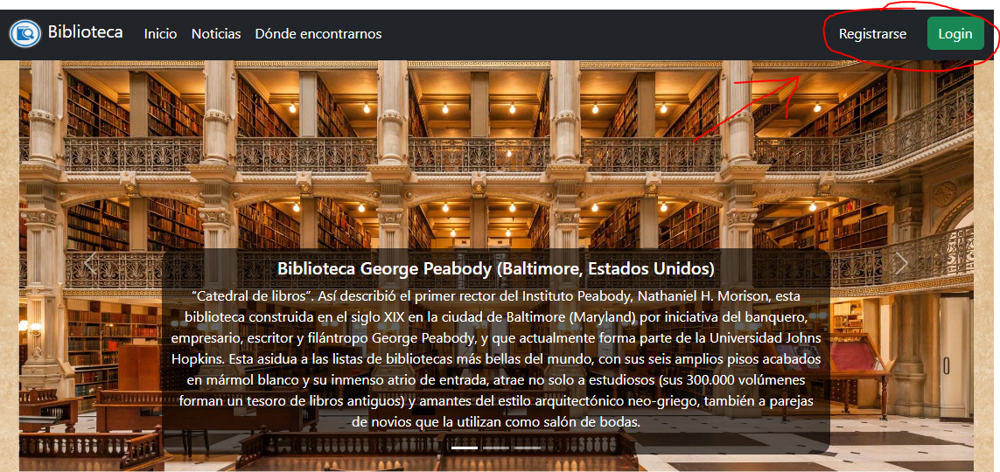 Biblioteca Inicio Noticias Dónde encontrarnos Registrarse Login
Biblioteca George Peabody (Baltimore, Estados Unidos)
“Catedral de libros”. Así describió el primer rector del Instituto Peabody, Nathaniel H. Morison, esta
biblioteca construida en el siglo XIX en la ciudad de Baltimore (Maryland) por iniciativa del banquero,
empresario, escritor y filántropo George Peabody, y que actualmente forma parte de la Universidad Johns
Hopkins. Esta asidua a las listas de bibliotecas más bellas del mundo, con sus seis amplios pisos acabados
en mármol blanco y su inmenso atrio de entrada, atrae no solo a estudiosos (sus 300.000 volúmenes
forman un tesoro de libros antiguos) y amantes del estilo arquitectónico neo-griego, también a parejas
de novios que la utilizan como salón de bodas.